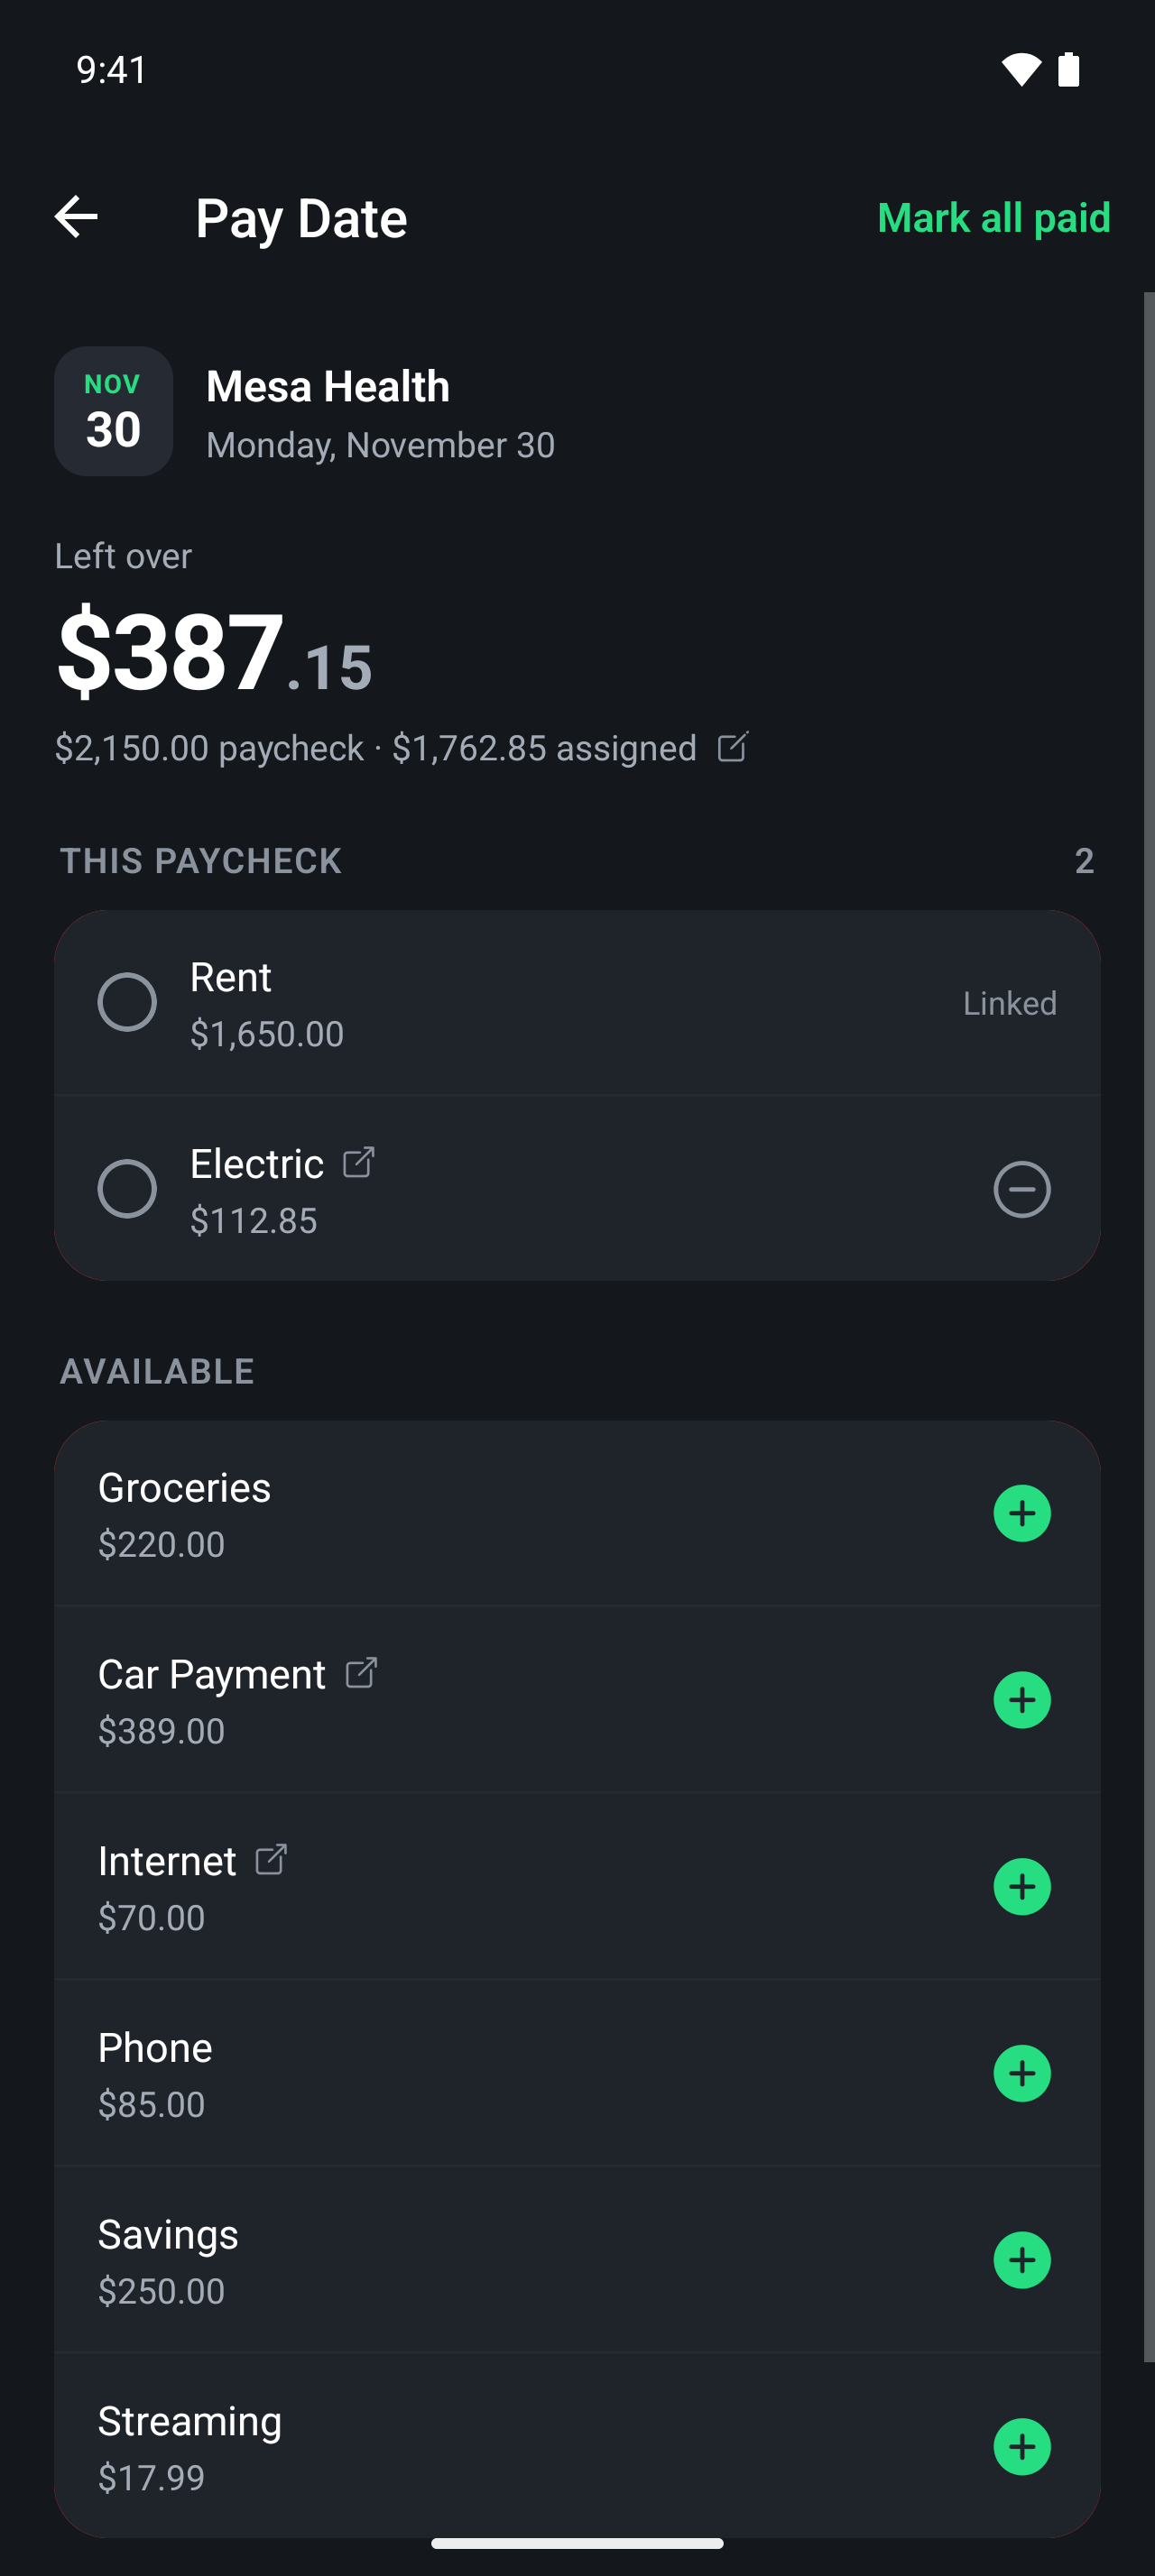 9:41
Pay Date
Mark all paid
NOV
30
Mesa Health
Monday, November 30
Left over
$387.15
$2,150.00 paycheck · $1,762.85 assigned
THIS PAYCHECK
2
Rent
$1,650.00
Linked
Electric
$112.85
AVAILABLE
Groceries
$220.00
Car Payment
$389.00
Internet
$70.00
Phone
$85.00
Savings
$250.00
Streaming
$17.99